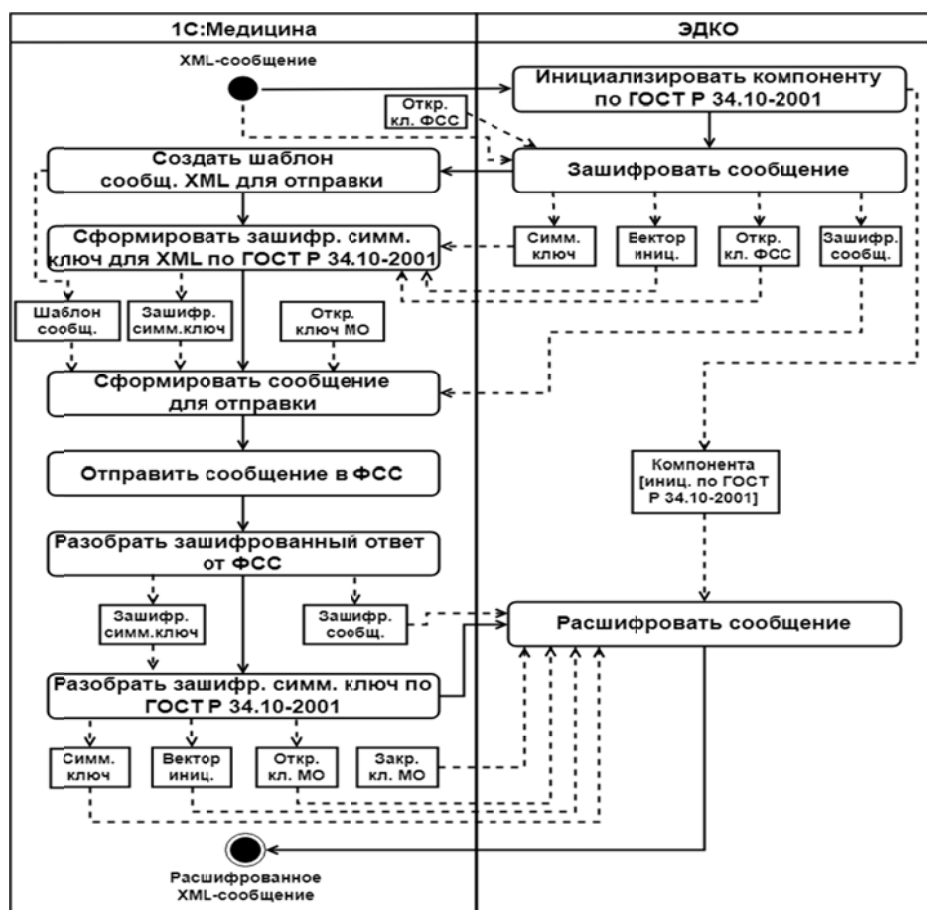 1С:Медицина
ЭДКО
XML-сообщение
Инициализировать компоненту
по ГОСТ Р 34.10-2001
Откр.
кл. ФСС
Создать шаблон
сообщ. XML для отправки
Зашифровать сообщение
Сформировать зашифр. симм.
ключ для XML по ГОСТ Р 34.10-2001
Симм.
ключ
Вектор
иниц.
Откр.
кл. ФСС
Зашифр.
сообщ.
Шаблон
сообщ.
Зашифр.
симм.ключ
Откр.
ключ МО
Сформировать сообщение
для отправки
Отправить сообщение в ФСС
Компонента
[иниц. по ГОСТ
Р 34.10-2001]
Разобрать зашифрованный ответ
от ФСС
Зашифр.
симм.ключ
Зашифр.
сообщ.
Расшифровать сообщение
Разобрать зашифр. симм. ключ по
ГОСТ Р 34.10-2001
Симм.
ключ
Вектор
иниц.
Откр.
кл. МО
Закр.
кл. МО
Расшифрованное
XML-сообщение